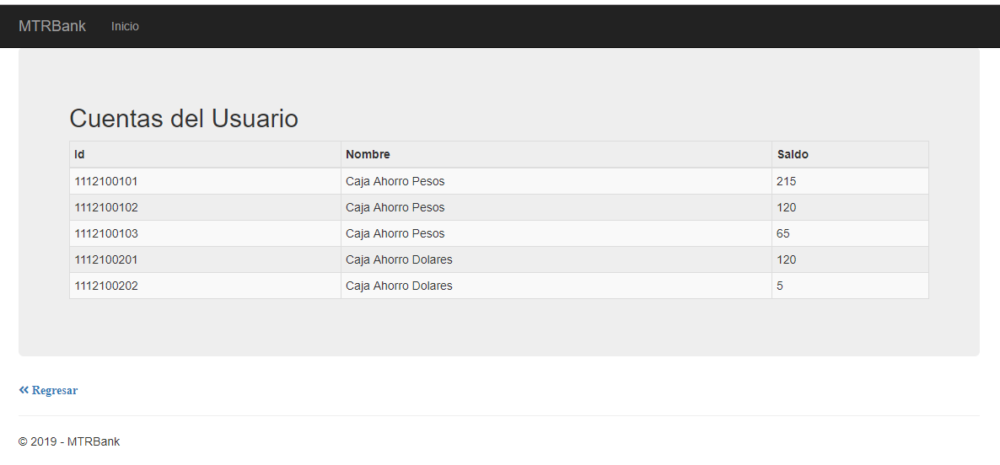 MTRBank Inicio
Cuentas del Usuario
Id Nombre Saldo
1112100101 Caja Ahorro Pesos 215
1112100102 Caja Ahorro Pesos 120
1112100103 Caja Ahorro Pesos 65
1112100201 Caja Ahorro Dolares 120
1112100202 Caja Ahorro Dolares 5
« Regresar
© 2019 - MTRBank